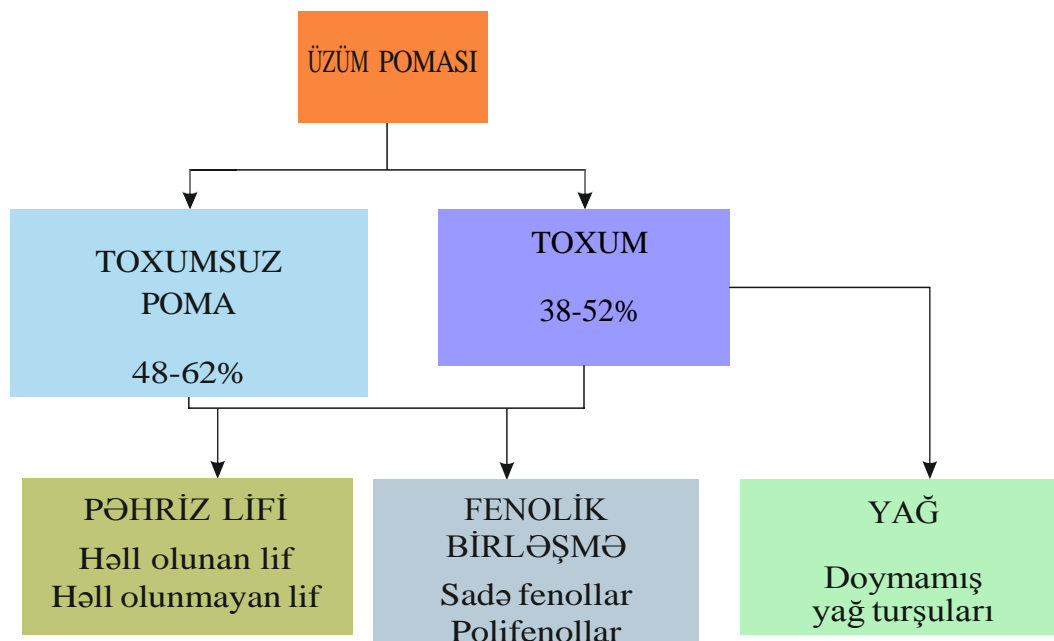 ÜZÜM POMASI
TOXUMSUZ
POMA
48-62%
TOXUM
38-52%
PƏHRİZ LİFİ
Həll olunan lif
Həll olunmayan lif
FENOLİK
BİRLƏŞMƏ
Sadə fenollar
Polifenollar
YAĞ
Doymamış
yağ turşuları